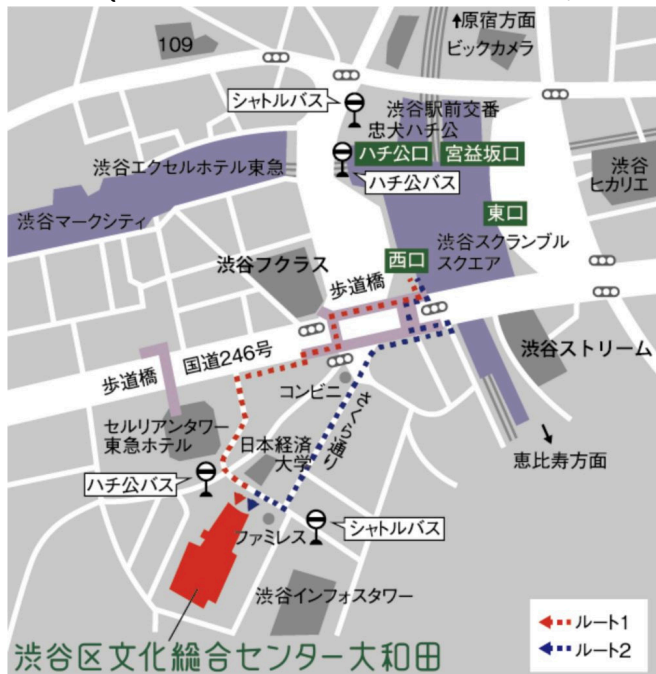 ↑原宿方面
109
ビックカメラ
シャトルバス
渋谷駅前交番
忠犬ハチ公
ハチ公口
宮益坂口
渋谷エクセルホテル東急
ハチ公バス
渋谷
ヒカリエ
渋谷マークシティ
東口
渋谷フクラス
西口
渋谷スクランブル
スクエア
歩道橋
国道246号
歩道橋
渋谷ストリーム
コンビニ
さくら通り
セルリアンタワー
東急ホテル
日本経済
大学
恵比寿方面
ハチ公バス
シャトルバス
ファミレス
渋谷インフォスタワー
ルート1
ルート2
渋谷区文化総合センター大和田